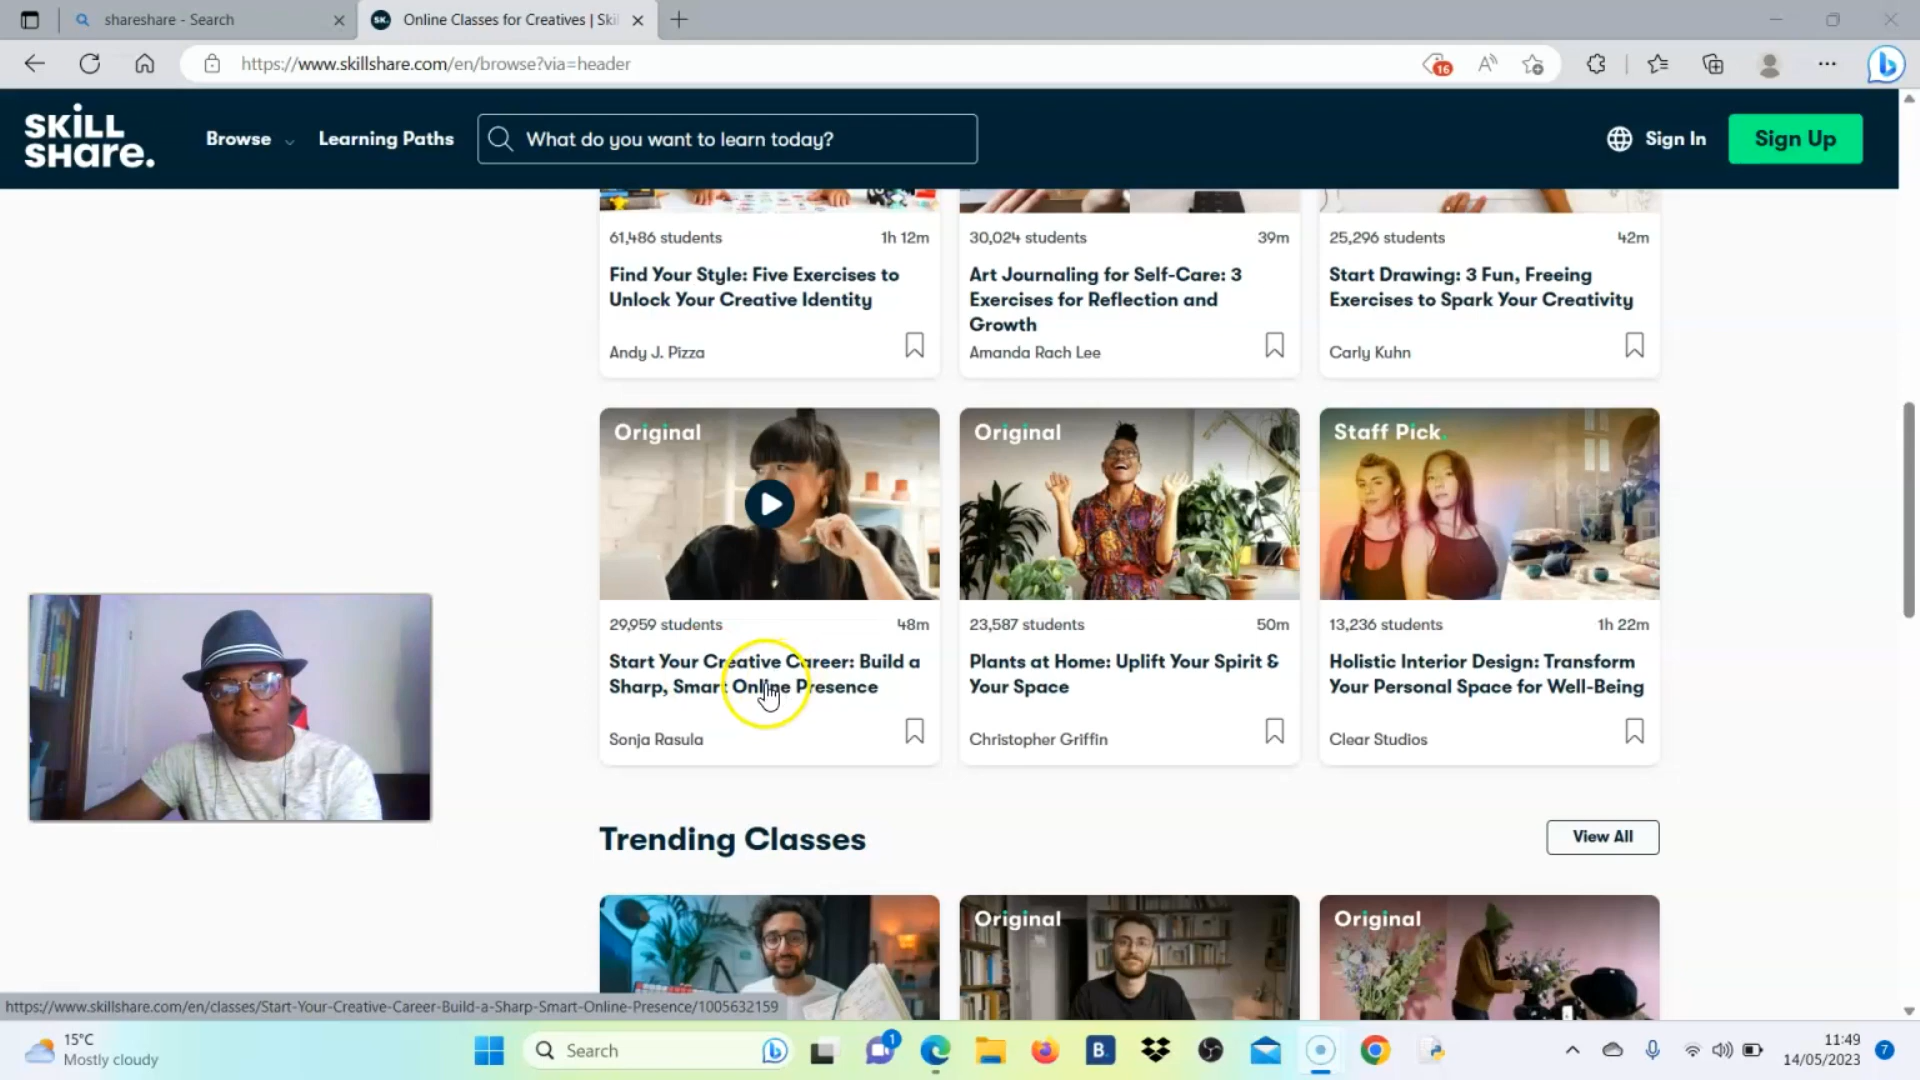 shareshare - Search
SK.
Online Classes for Creatives | Skil
https://www.skillshare.com/en/browse?via=header
16
SKILL
SHARE.
Browse
Learning Paths
What do you want to learn today?
Sign In
Sign Up
61,486 students
1h 12m
Find Your Style: Five Exercises to
Unlock Your Creative Identity
Andy J. Pizza
30,024 students
39m
Art Journaling for Self-Care: 3
Exercises for Reflection and
Growth
Amanda Rach Lee
25,296 students
42m
Start Drawing: 3 Fun, Freeing
Exercises to Spark Your Creativity
Carly Kuhn
Original
29,959 students
48m
Start Your Creative Career: Build a
Sharp, Smart Online Presence
Sonja Rasula
Original
23,587 students
50m
Plants at Home: Uplift Your Spirit &
Your Space
Christopher Griffin
Staff Pick.
13,236 students
1h 22m
Holistic Interior Design: Transform
Your Personal Space for Well-Being
Clear Studios
Trending Classes
View All
Original
Original
https://www.skillshare.com/en/classes/Start-Your-Creative-Career-Build-a-Sharp-Smart-Online-Presence/1005632159
15°C
Mostly cloudy
Search
1
B.
11:49
14/05/2023
7